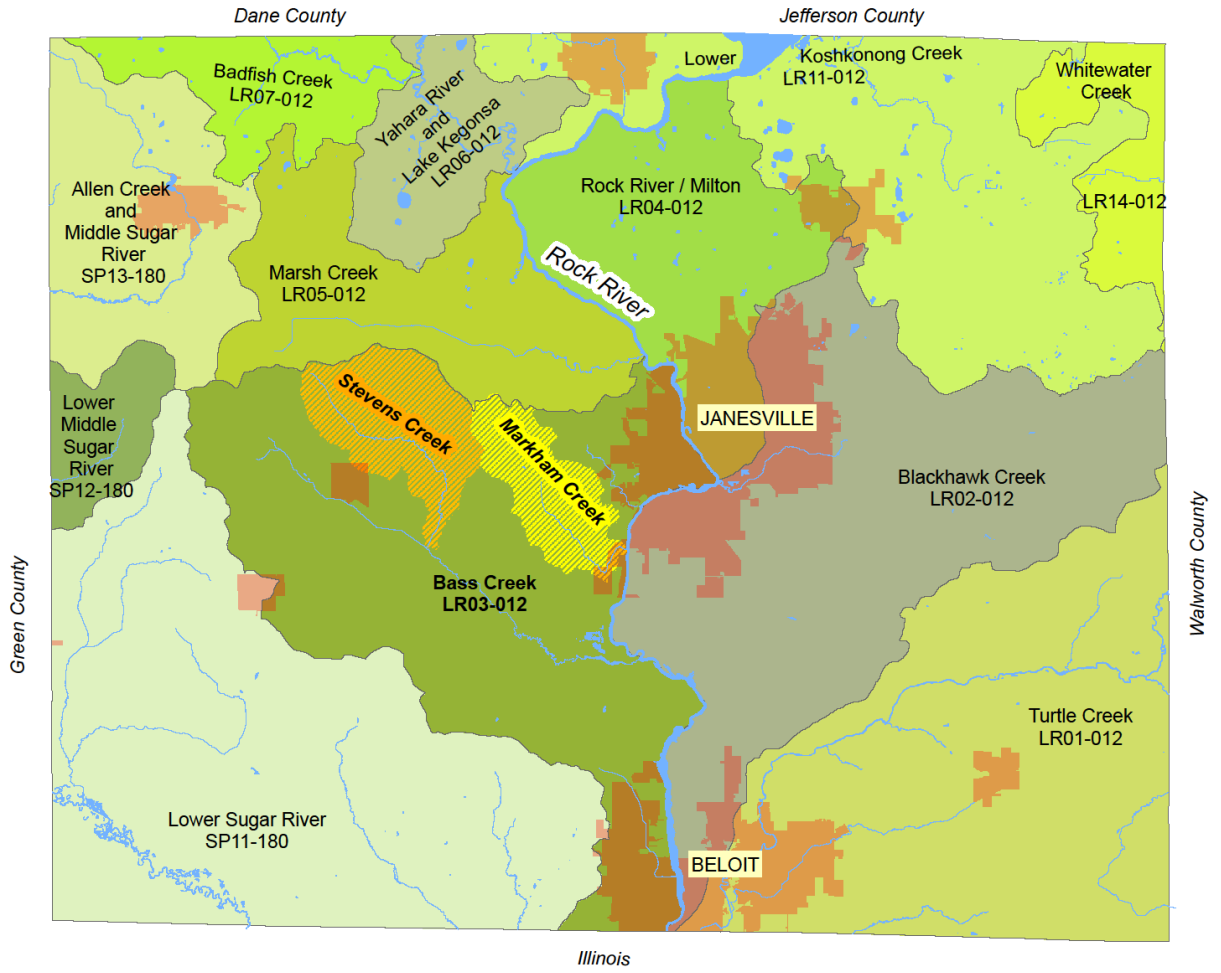 Dane County
Jefferson County
Badfish Creek
LR07-012
Yahara River
and
Lake Kegonsa
LR06-012
Lower
Koshkonong Creek
LR11-012
Whitewater
Creek
LR14-012
Allen Creek
and
Middle Sugar
River
SP13-180
Rock River / Milton
LR04-012
Rock River
Marsh Creek
LR05-012
Lower
Middle
Sugar
River
SP12-180
Stevens Creek
Markham Creek
JANESVILLE
Blackhawk Creek
LR02-012
Bass Creek
LR03-012
Green County
Walworth County
Turtle Creek
LR01-012
Lower Sugar River
SP11-180
BELOIT
Illinois